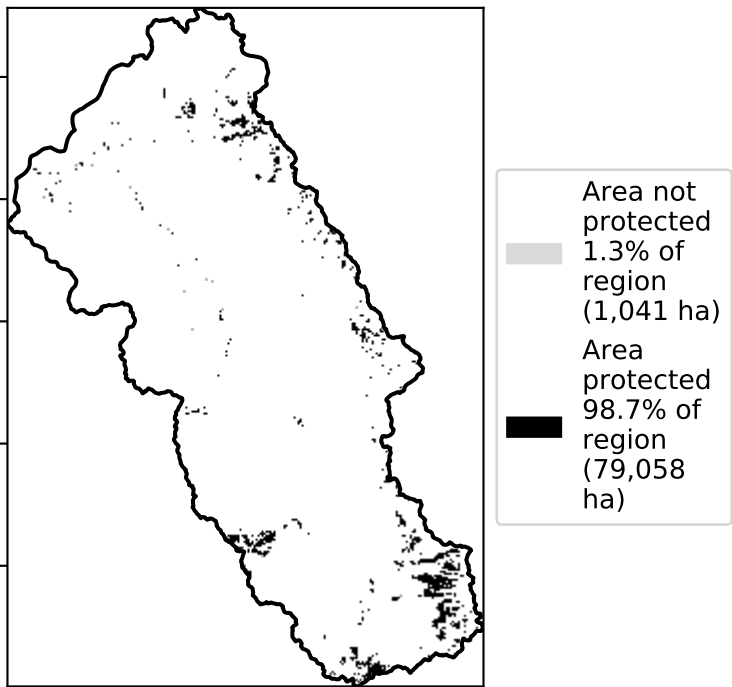 Area not
protected
1.3% of
region
(1,041 ha)
Area
protected
98.7% of
region
(79,058
ha)